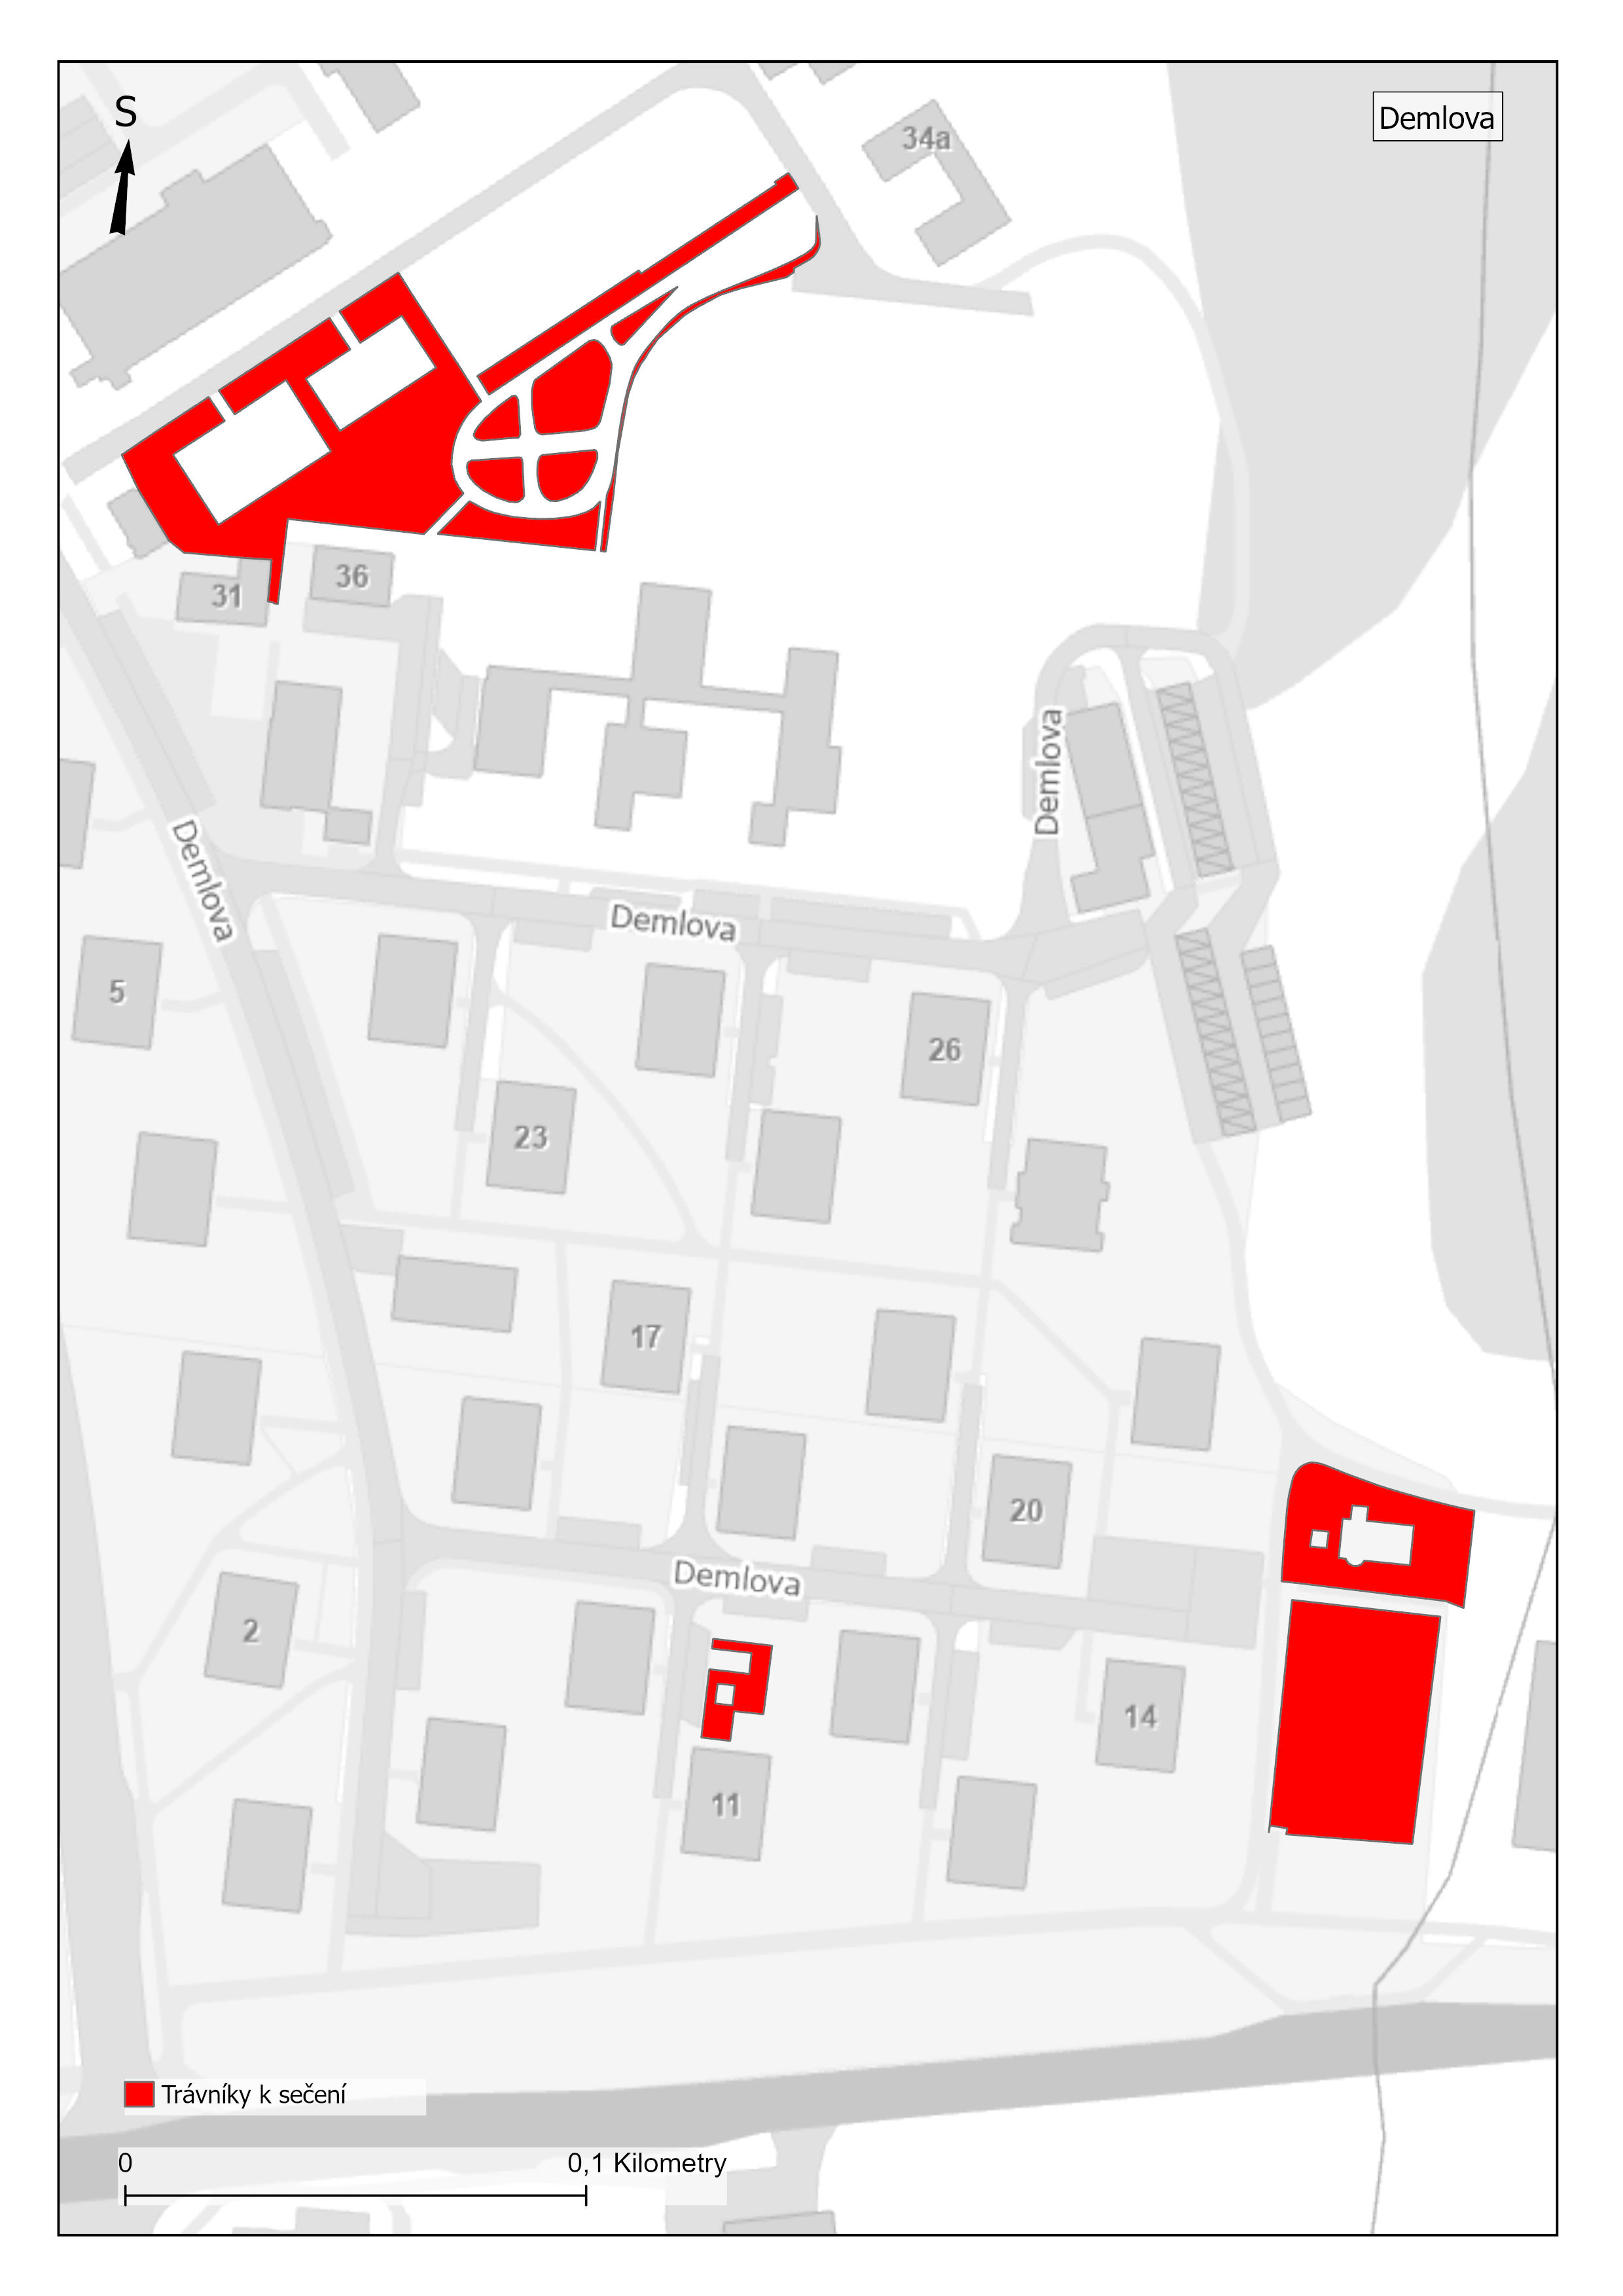 S
Demlova
34a
31
36
Demlova
Demlova
Demlova
5
26
23
17
20
Demlova
2
14
11
Trávníky k sečení
0
0,1 Kilometry